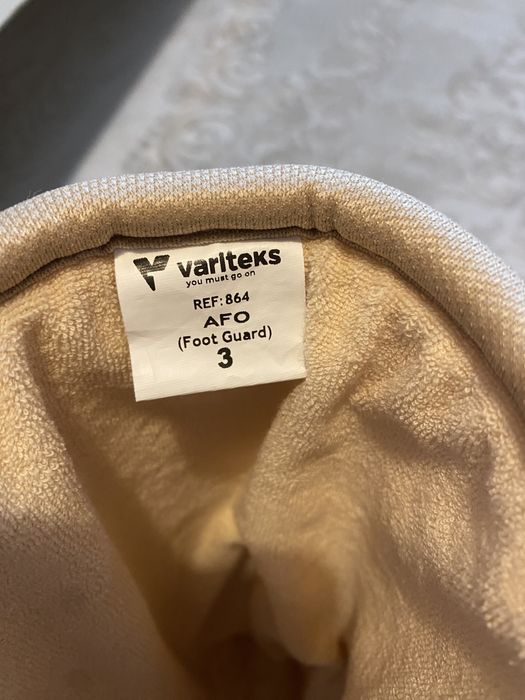 variteks
you must go on
REF: 864
AFO
(Foot Guard)
3